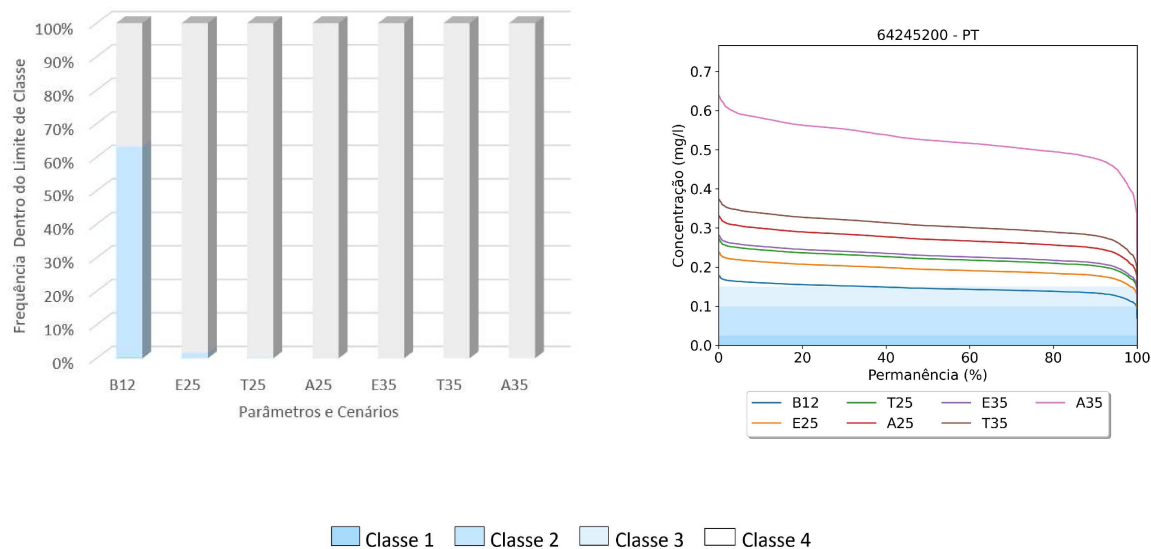 Frequência Dentro do Limite de Classe
100%
90%
80%
70%
60%
50%
40%
30%
20%
10%
0%
B12 E25 T25 A25 E35 T35 A35
Parâmetros e Cenários
64245200 - PT
Concentração (mg/l)
0.7
0.6
0.5
0.4
0.3
0.2
0.1
0.0
0 20 40 60 80 100
Permanência (%)
B12 T25 E35 A35
E25 A25 T35
Classe 1 Classe 2 Classe 3 Classe 4